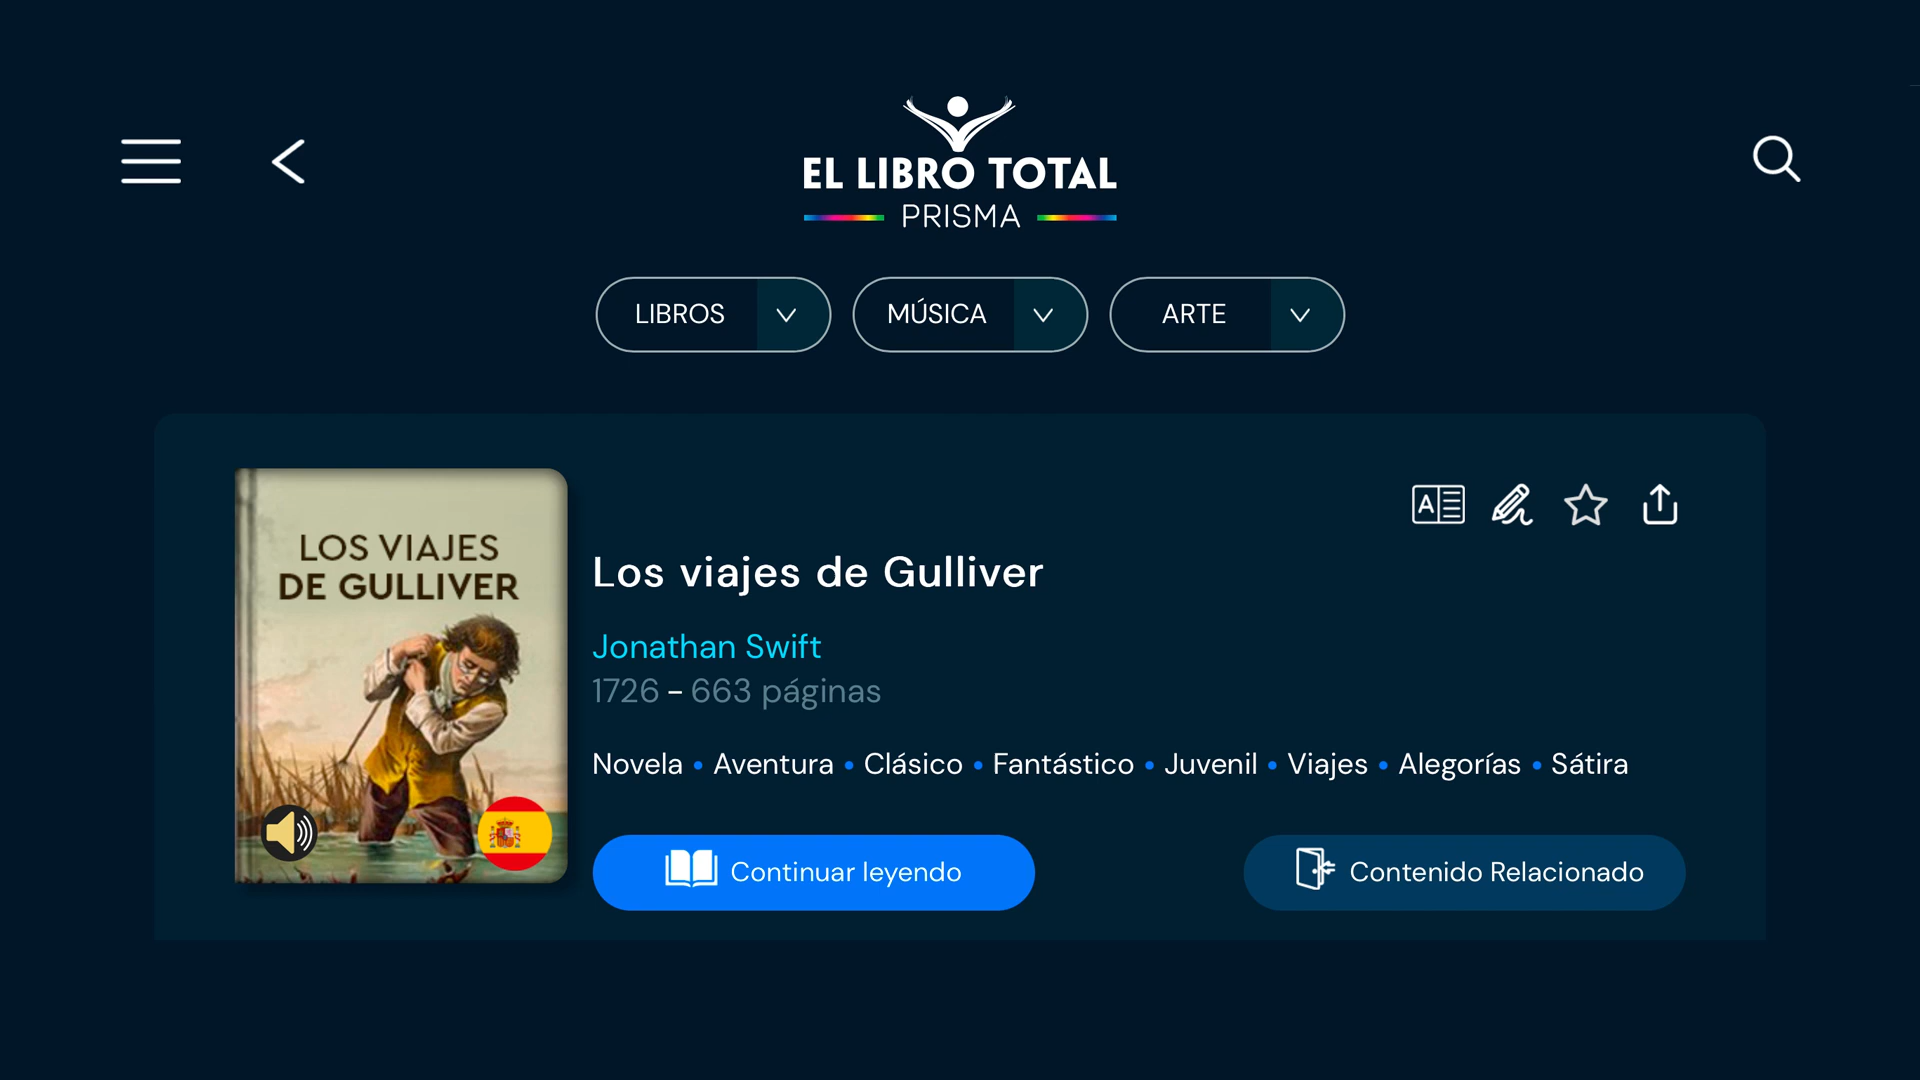 EL LIBRO TOTAL
PRISMA
LIBROS
MÚSICA
ARTE
LOS VIAJES
DE GULLIVER
A
Los viajes de Gulliver
Jonathan Swift
1726 – 663 páginas
Novela • Aventura • Clásico • Fantástico • Juvenil • Viajes • Alegorías • Sátira
Continuar leyendo
Contenido Relacionado